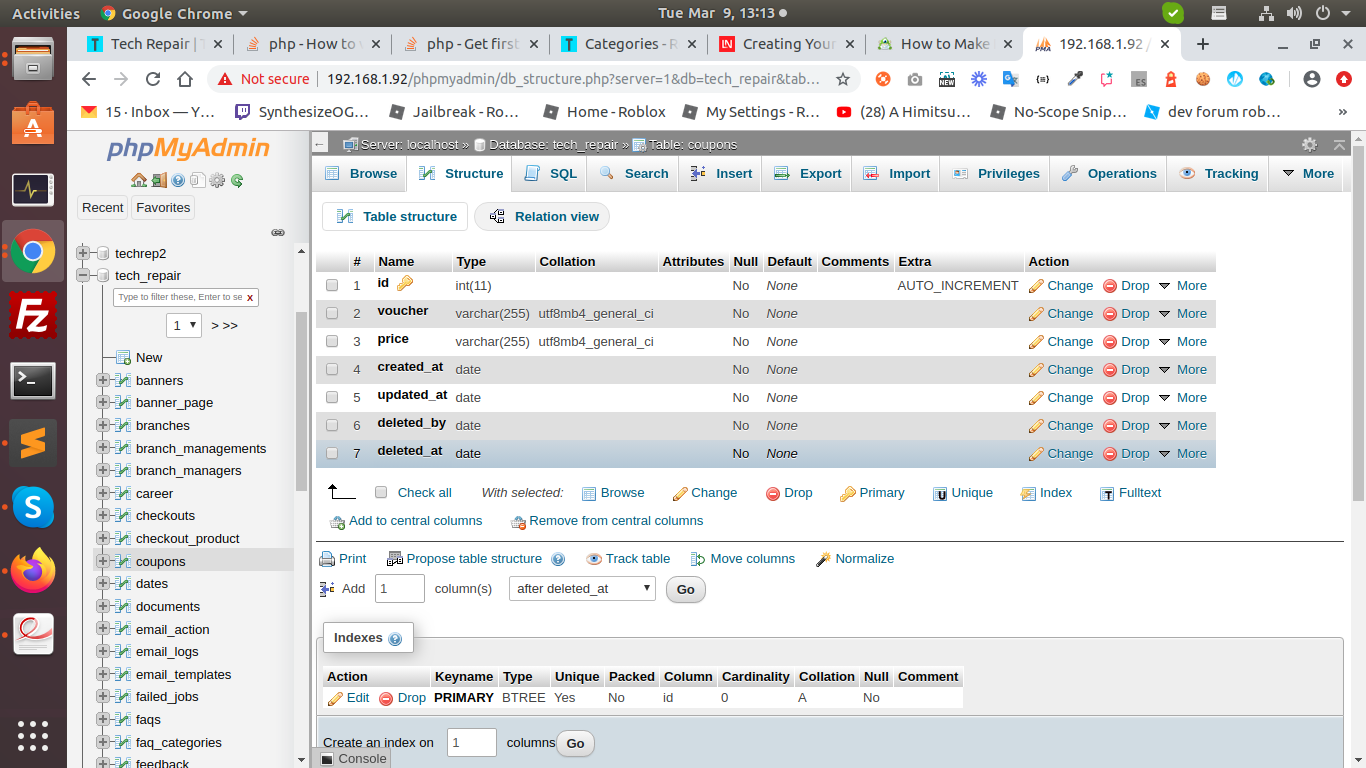 Activities Google Chrome Tue Mar 9, 13:13
Tech Repair | T php - How to php - Get first Categories - R Creating Your How to Make 192.168.1.92 /
Not secure 192.168.1.92/phpmyadmin/db_structure.php?server=1&db=tech_repair&tab…
15 · Inbox — Y… SynthesizeOG… Jailbreak - Ro… Home - Roblox My Settings - R… (28) A Himitsu… No-Scope Snip… dev forum rob… »
phpMyAdmin
Recent Favorites
techrep2
tech_repair
Type to filter these, Enter to se X
1 > >>
New
banners
banner_page
branches
branch_managements
branch_managers
career
checkouts
checkout_product
coupons
dates
documents
email_action
email_logs
email_templates
failed_jobs
faqs
faq_categories
feedback
Server: localhost » Database: tech_repair » Table: coupons
Browse Structure SQL Search Insert Export Import Privileges Operations Tracking More
Table structure Relation view
# Name Type Collation Attributes Null Default Comments Extra Action
1 id int(11) No None AUTO_INCREMENT Change Drop More
2 voucher varchar(255) utf8mb4_general_ci No None Change Drop More
3 price varchar(255) utf8mb4_general_ci No None Change Drop More
4 created_at date No None Change Drop More
5 updated_at date No None Change Drop More
6 deleted_by date No None Change Drop More
7 deleted_at date No None Change Drop More
Check all With selected: Browse Change Drop Primary Unique Index Fulltext
Add to central columns Remove from central columns
Print Propose table structure Track table Move columns Normalize
Add 1 column(s) after deleted_at Go
Indexes
Action Keyname Type Unique Packed Column Cardinality Collation Null Comment
Edit Drop PRIMARY BTREE Yes No id 0 A No
Create an index on 1 columns Go
Console